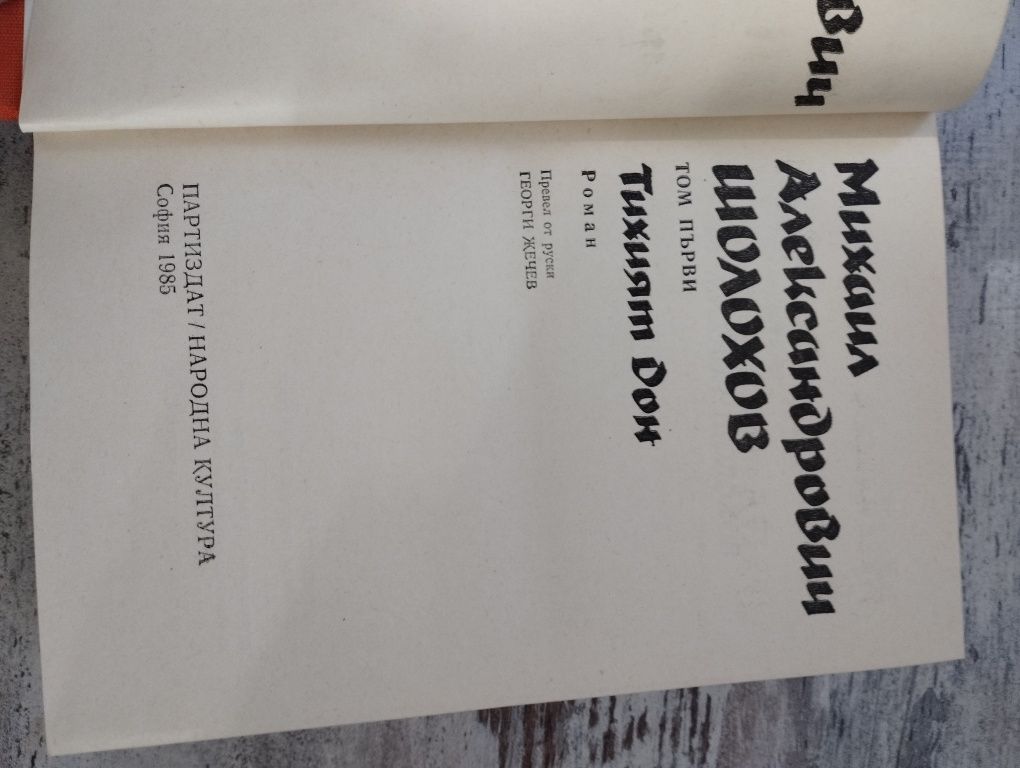 вич
Михаил
Александрович
ШОЛОХОВ
ТОМ ПЪРВИ
Тихият Дон
Роман
Превел от руски
ГЕОРГИ ЖЕЧЕВ
ПАРТИЗДАТ / НАРОДНА КУЛТУРА
София 1985